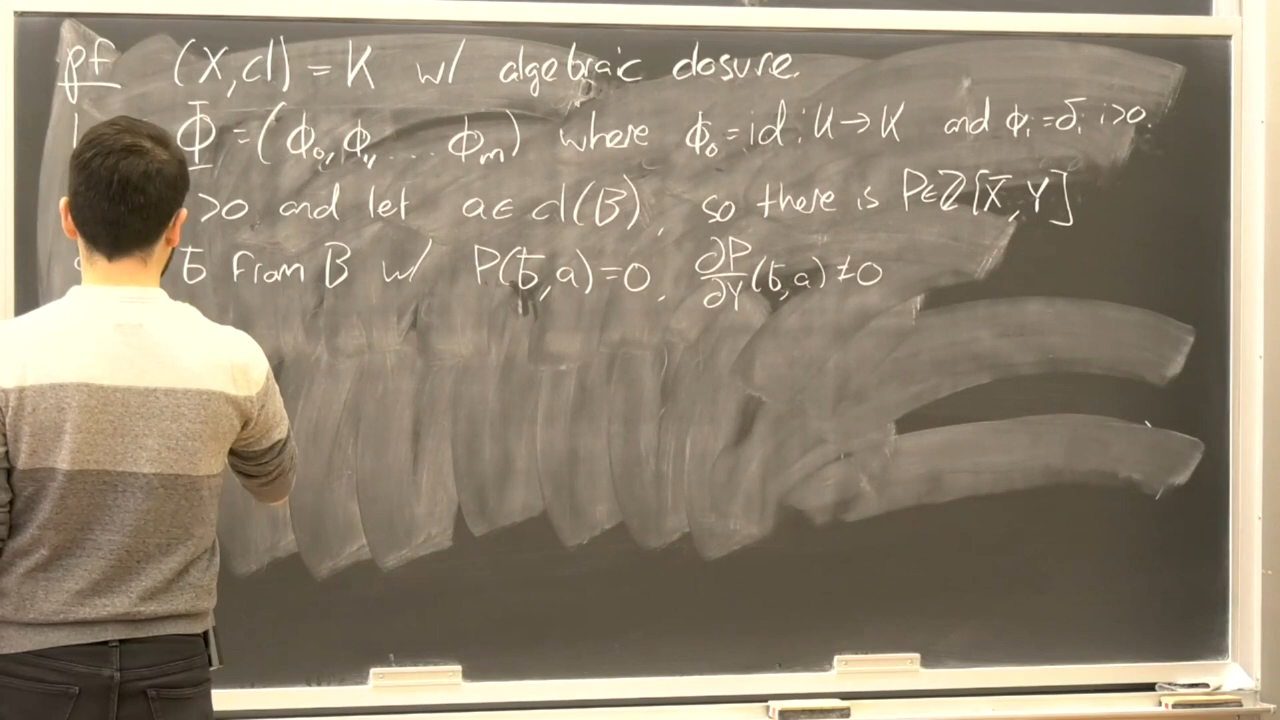 pf (X,cl) = K w/ algebraic closure.
Φ = (ϕ₀, ϕ₁, ... ϕₘ) where ϕ₀ = id : K → K and ϕᵢ = δᵢ i>0.
>0 and let a ∈ cl(B), so there is P∈ℤ[X̄,Y]
b̄ from B w/ P(b̄,a)=0, ∂P/∂Y(b̄,a) ≠ 0